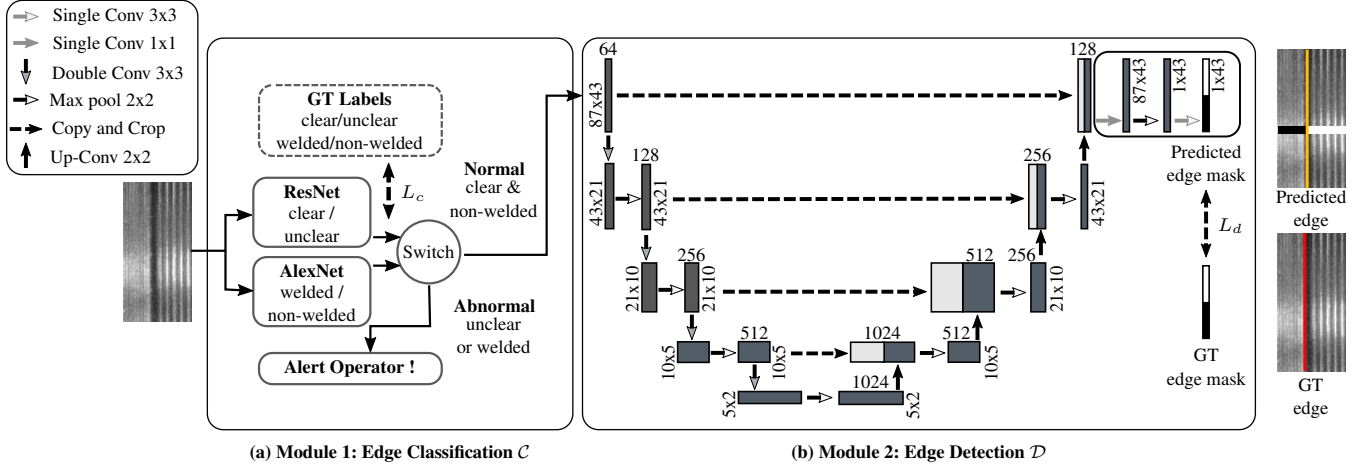 Single Conv 3x3
Single Conv 1x1
Double Conv 3x3
Max pool 2x2
Copy and Crop
Up-Conv 2x2
GT Labels
clear/unclear
welded/non-welded
L_c
ResNet
clear /
unclear
AlexNet
welded /
non-welded
Switch
Normal
clear &
non-welded
Abnormal
unclear
or welded
Alert Operator !
(a) Module 1: Edge Classification C
64
87x43
128
87x43
1x43
1x43
43x21
128
43x21
256
43x21
21x10
256
21x10
512
256
21x10
10x5
512
10x5
1024
512
10x5
5x2
1024
5x2
Predicted
edge mask
L_d
GT
edge mask
(b) Module 2: Edge Detection D
Predicted
edge
GT
edge